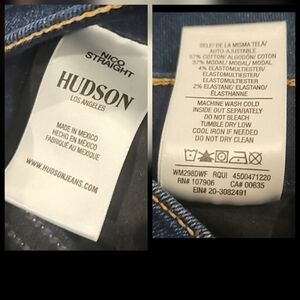 NICO
STRAIGHT
HUDSON
LOS ANGELES
MADE IN MEXICO
HECHO EN MEXICO
FABRIQUÉ AU MEXIQUE
WWW.HUDSONJEANS.COM
BELIE/ DE LA MISMA TELA/
AUTO-AJUSTABLE
57% COTTON/ALGODÓN/ COTON
37% MODAL/ MODAL/ MODAL
4% ELASTOMULTIESTER/
ELASTOMULTIESTER/
ELASTOMULTIESTER/
2% ELASTANE/ ELASTANO/
ÉLASTHANNE
MACHINE WASH COLD
INSIDE OUT SEPARATELY
DO NOT BLEACH
TUMBLE DRY LOW
COOL IRON IF NEEDED
DO NOT DRY CLEAN
WM298DWF RQUI 4500471220
RN# 107906 CA# 00635
EIN# 20-3082491